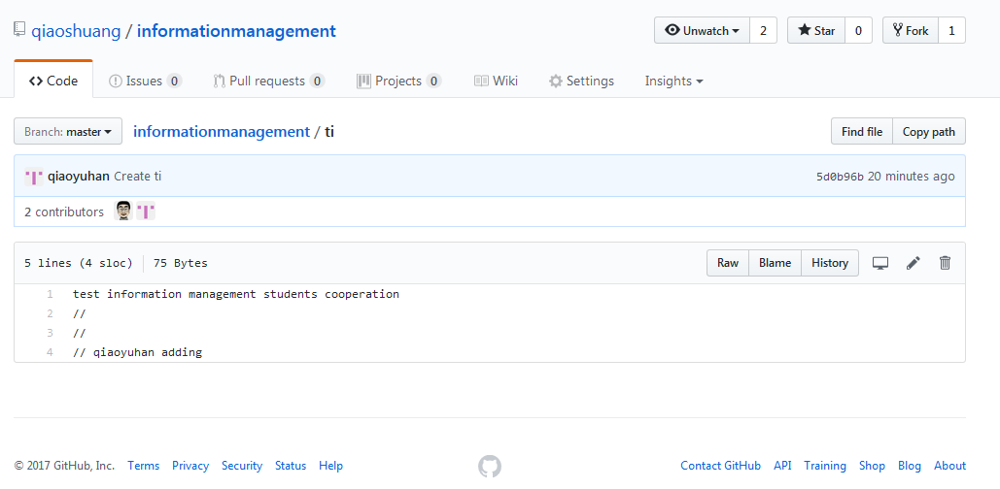 qiaoshuang / informationmanagement Unwatch 2 Star 0 Fork 1
Code Issues 0 Pull requests 0 Projects 0 Wiki Settings Insights
Branch: master informationmanagement / ti Find file Copy path
qiaoyuhan Create ti 5d0b96b 20 minutes ago
2 contributors
5 lines (4 sloc) 75 Bytes Raw Blame History
1 test information management students cooperation
2 //
3 //
4 // qiaoyuhan adding
© 2017 GitHub, Inc. Terms Privacy Security Status Help Contact GitHub API Training Shop Blog About